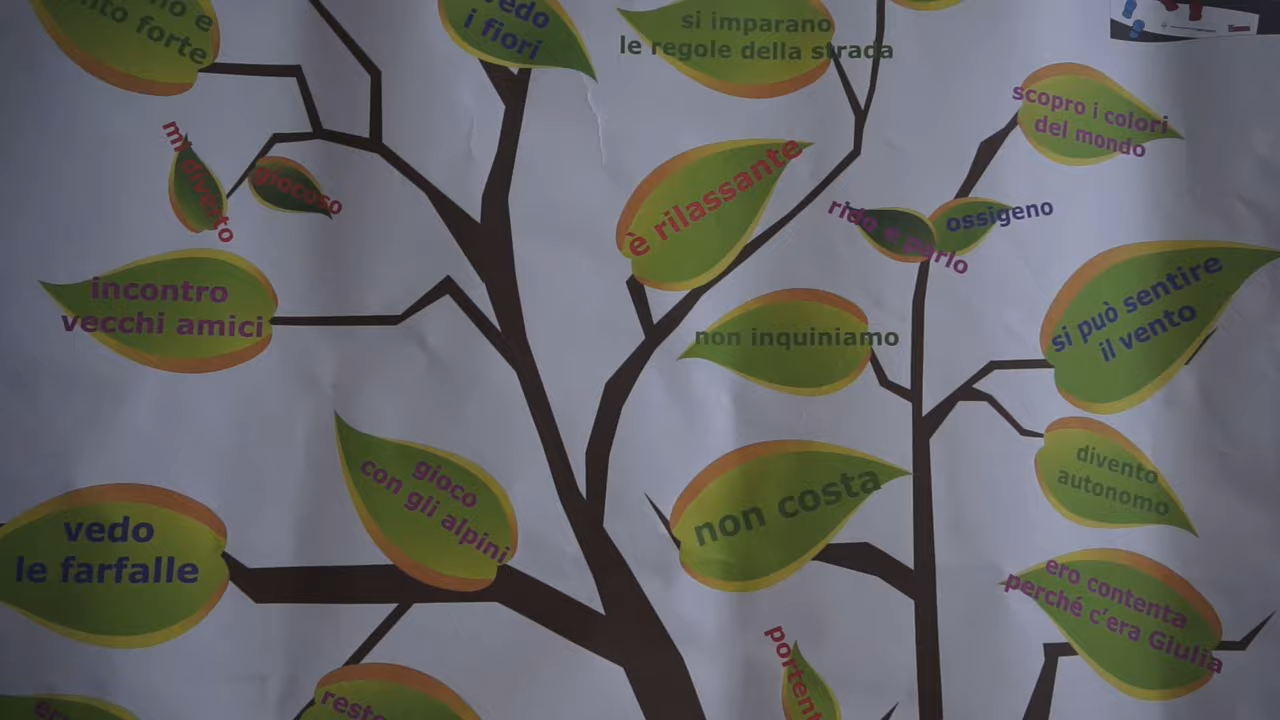 vedo
i fiori
si imparano
le regole della strada
forte
scopro i colori
del mondo
mi diverto
giocoso
è rilassante
rido e parlo
ossigeno
incontro
vecchi amici
non inquiniamo
si può sentire
il vento
gioco
con gli alpini
non costa
divento
autonomo
vedo
le farfalle
ero contenta
perché c'era Giulia